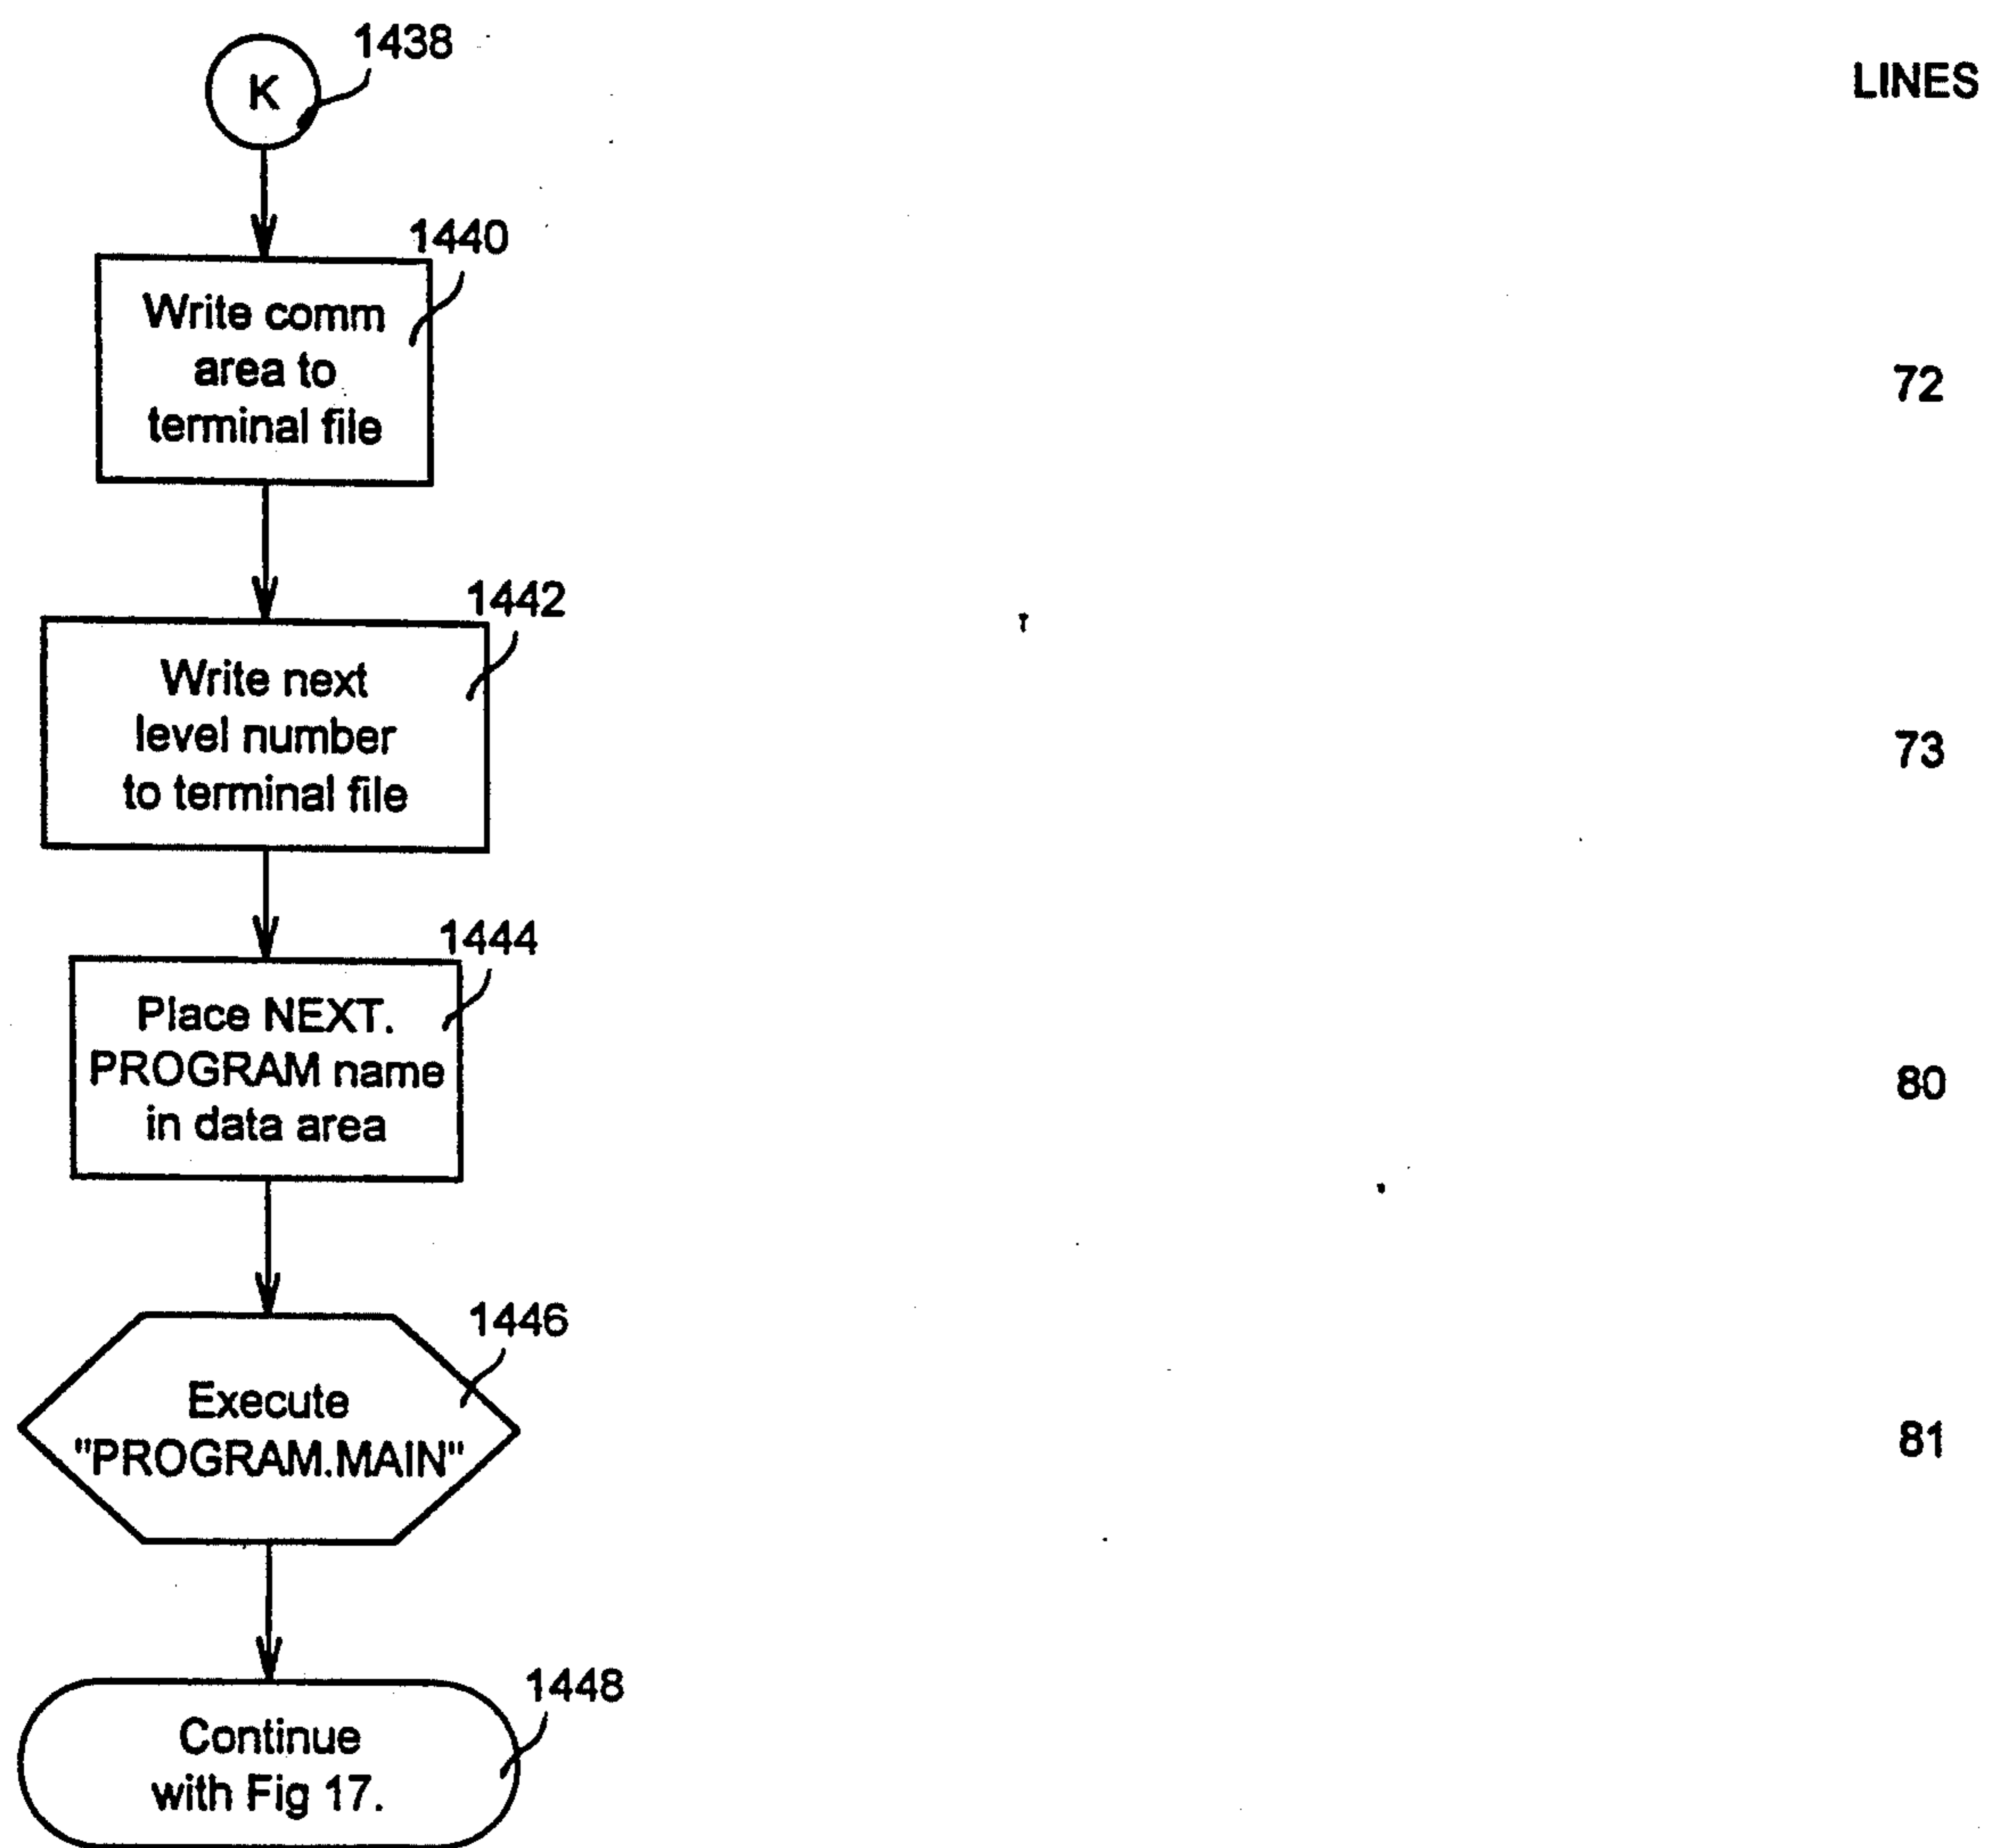 1438
K
LINES
1440
Write comm
area to
terminal file
72
1442
Write next
level number
to terminal file
73
1444
Place NEXT.
PROGRAM name
in data area
80
1446
Execute
"PROGRAM.MAIN"
81
1448
Continue
with Fig 17.